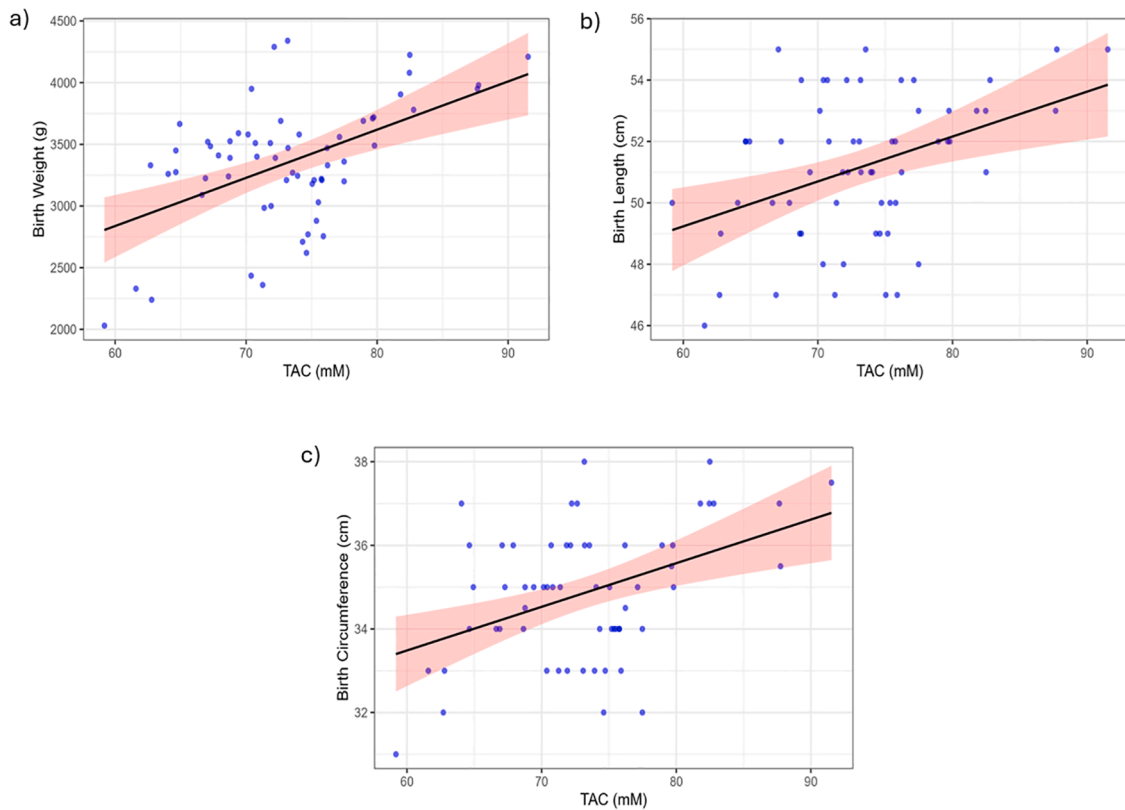 a)
4500
4000
3500
3000
2500
2000
Birth Weight (g)
60 70 80 90
TAC (mM)
b)
56
54
52
50
48
46
Birth Length (cm)
60 70 80 90
TAC (mM)
c)
38
36
34
32
Birth Circumference (cm)
60 70 80 90
TAC (mM)